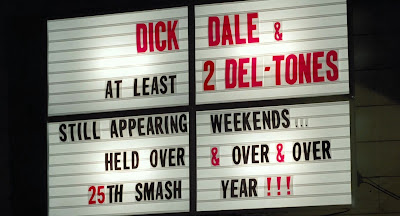 DICK DALE &
AT LEAST 2 DEL-TONES
STILL APPEARING WEEKENDS !!!
HELD OVER & OVER & OVER
25TH SMASH YEAR !!!